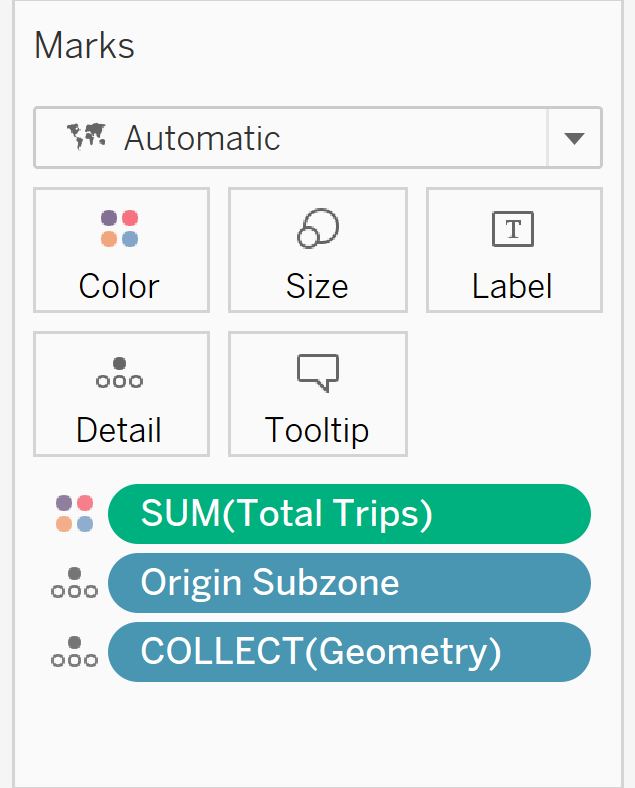 Marks
Automatic
Color
Size
Label
Detail
Tooltip
SUM(Total Trips)
Origin Subzone
COLLECT(Geometry)